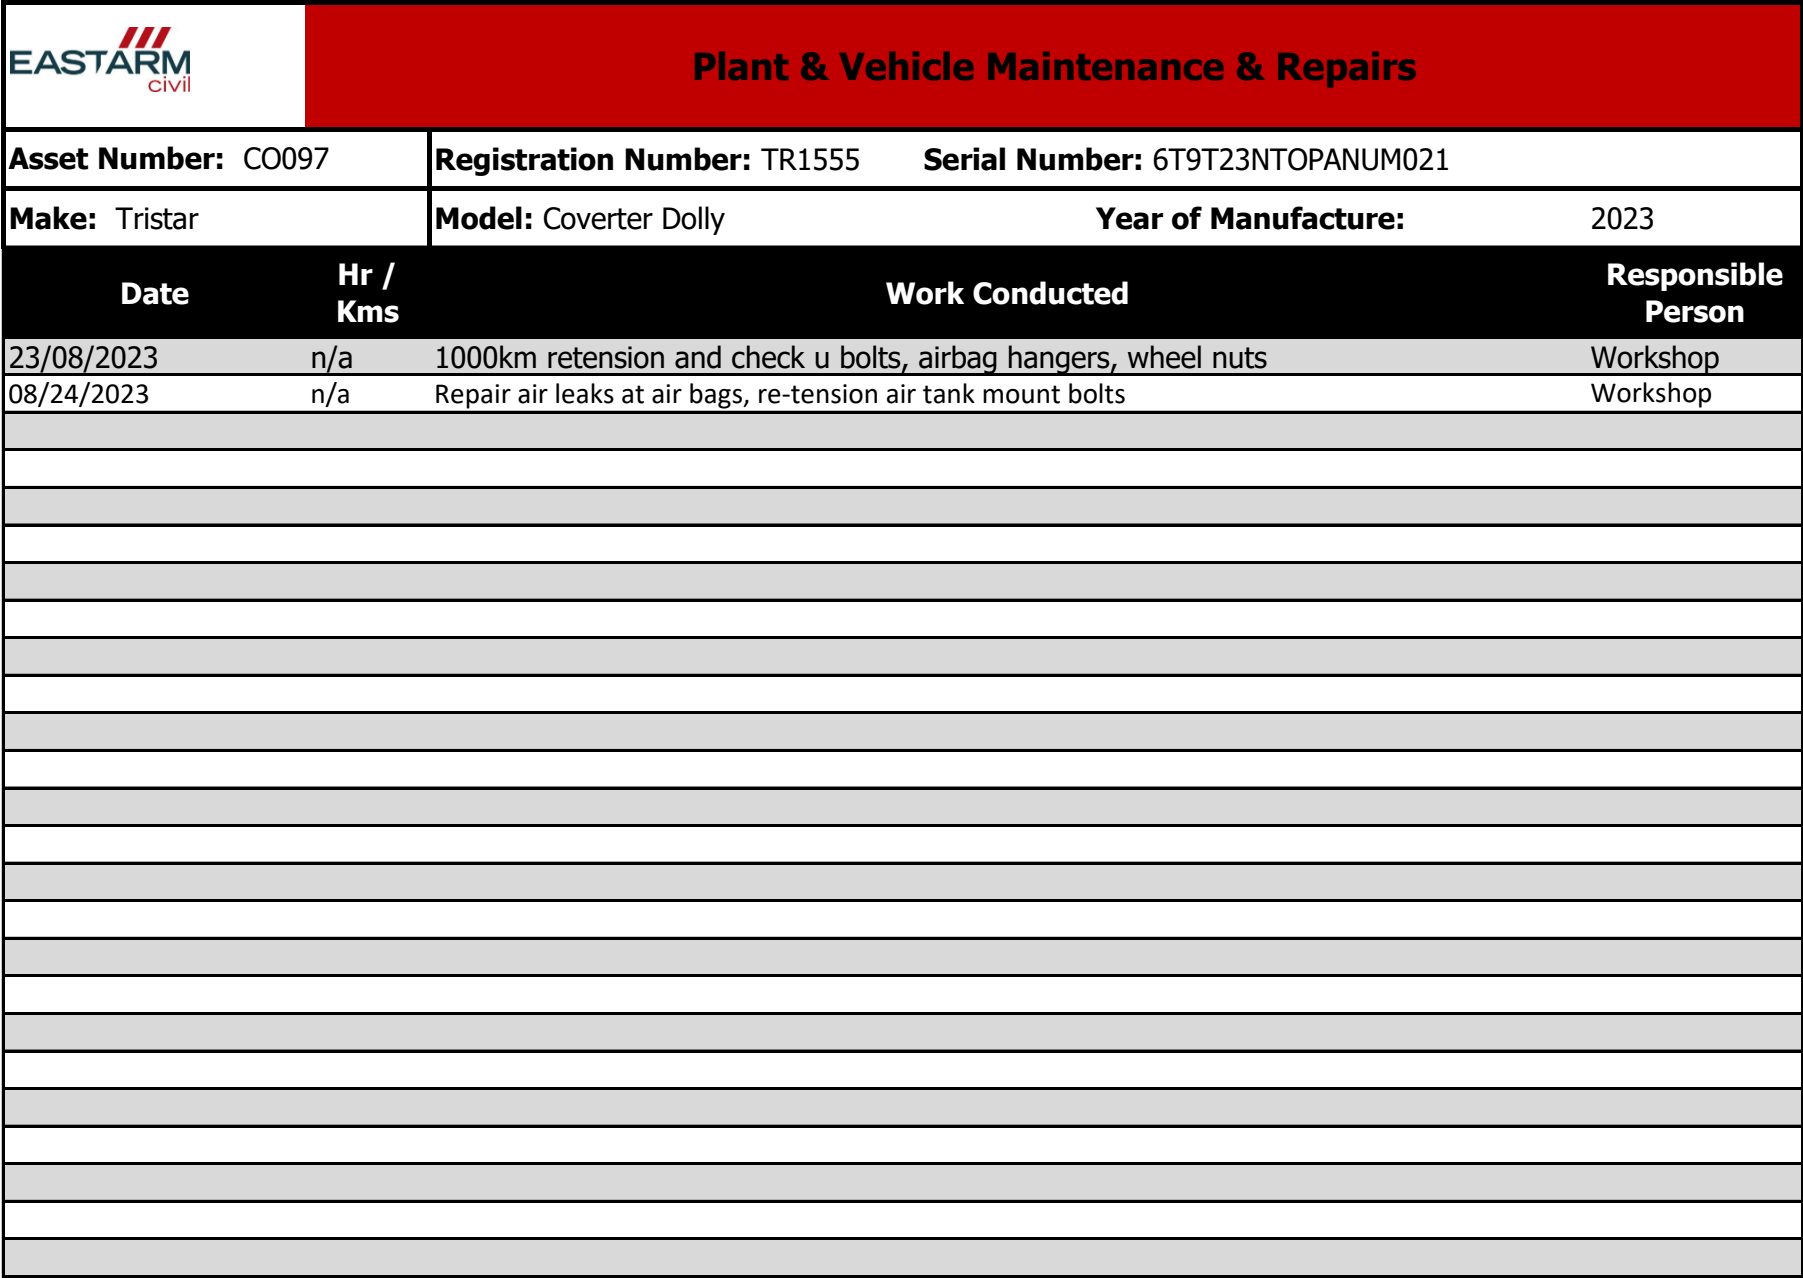 EASTARM
civil
Plant & Vehicle Maintenance & Repairs
Asset Number: CO097 Registration Number: TR1555 Serial Number: 6T9T23NTOPANUM021
Make: Tristar Model: Coverter Dolly Year of Manufacture: 2023
Date Hr / Kms Work Conducted Responsible Person
23/08/2023 n/a 1000km retension and check u bolts, airbag hangers, wheel nuts Workshop
08/24/2023 n/a Repair air leaks at air bags, re-tension air tank mount bolts Workshop